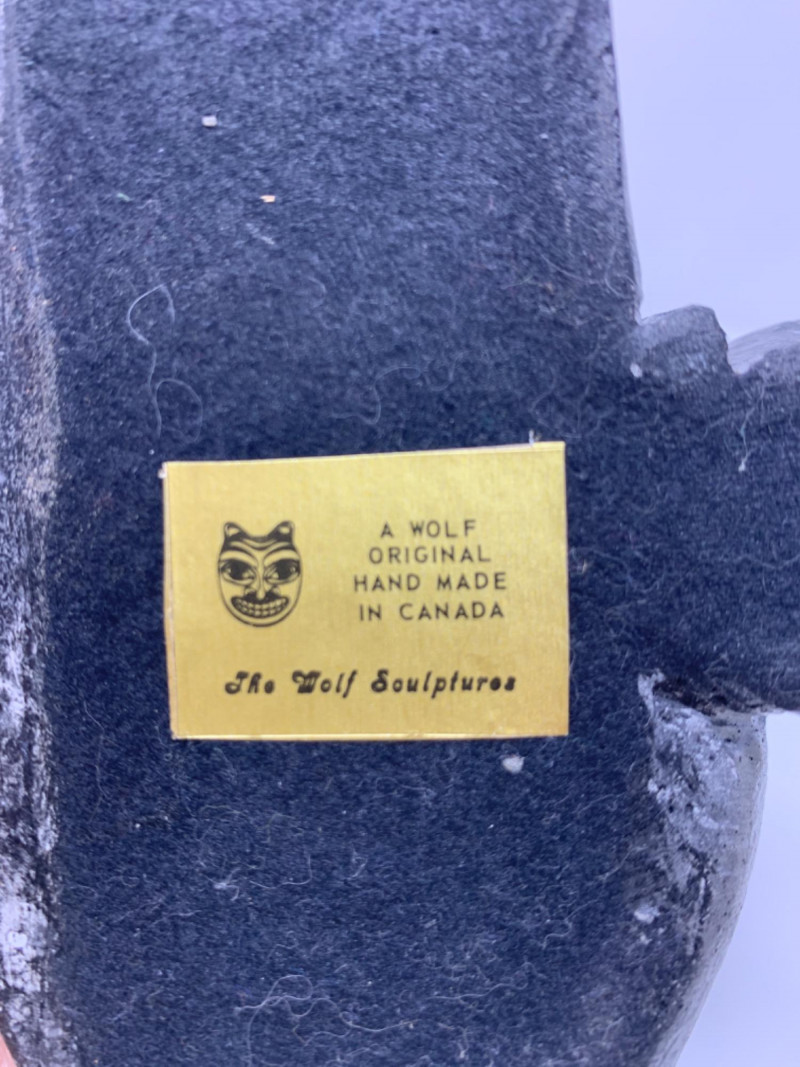 A WOLF
ORIGINAL
HAND MADE
IN CANADA
The Wolf Sculptures